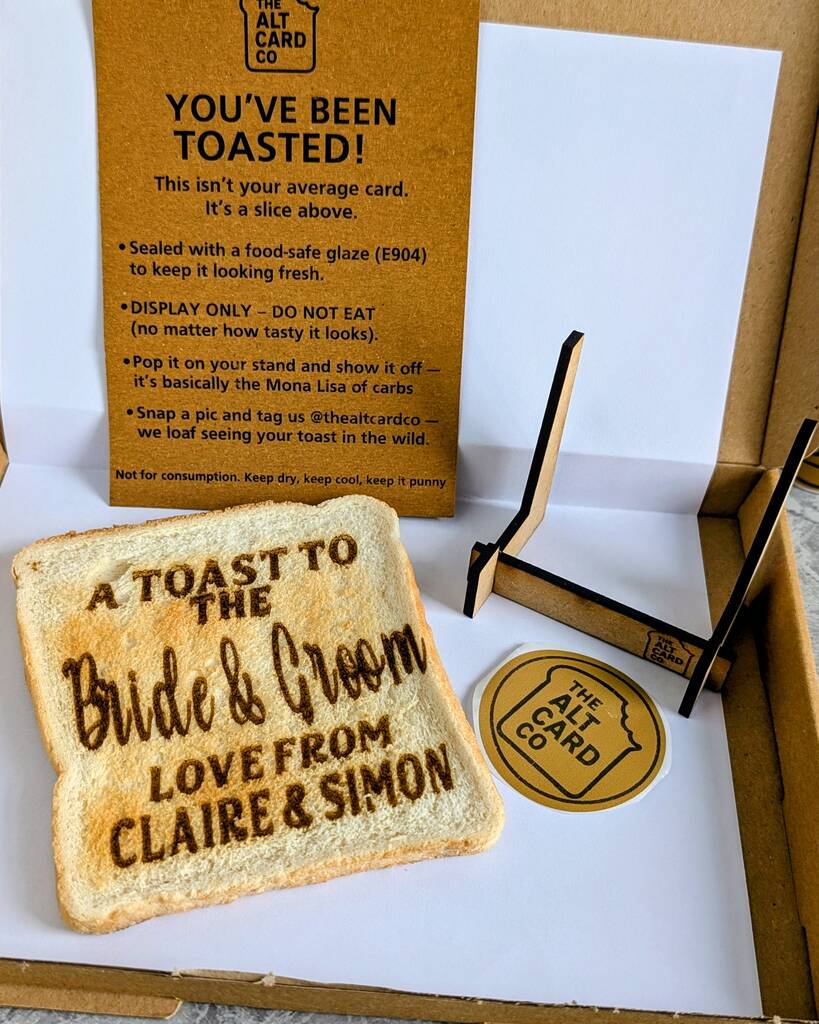 THE
ALT
CARD
CO
YOU'VE BEEN
TOASTED!
This isn't your average card.
It's a slice above.
• Sealed with a food-safe glaze (E904)
to keep it looking fresh.
• DISPLAY ONLY – DO NOT EAT
(no matter how tasty it looks).
• Pop it on your stand and show it off —
it's basically the Mona Lisa of carbs
• Snap a pic and tag us @thealtcardco —
we loaf seeing your toast in the wild.
Not for consumption. Keep dry, keep cool, keep it punny
A TOAST TO
THE
Bride & Groom
LOVE FROM
CLAIRE & SIMON
THE
ALT
CARD
CO
THE
ALT
CARD
CO